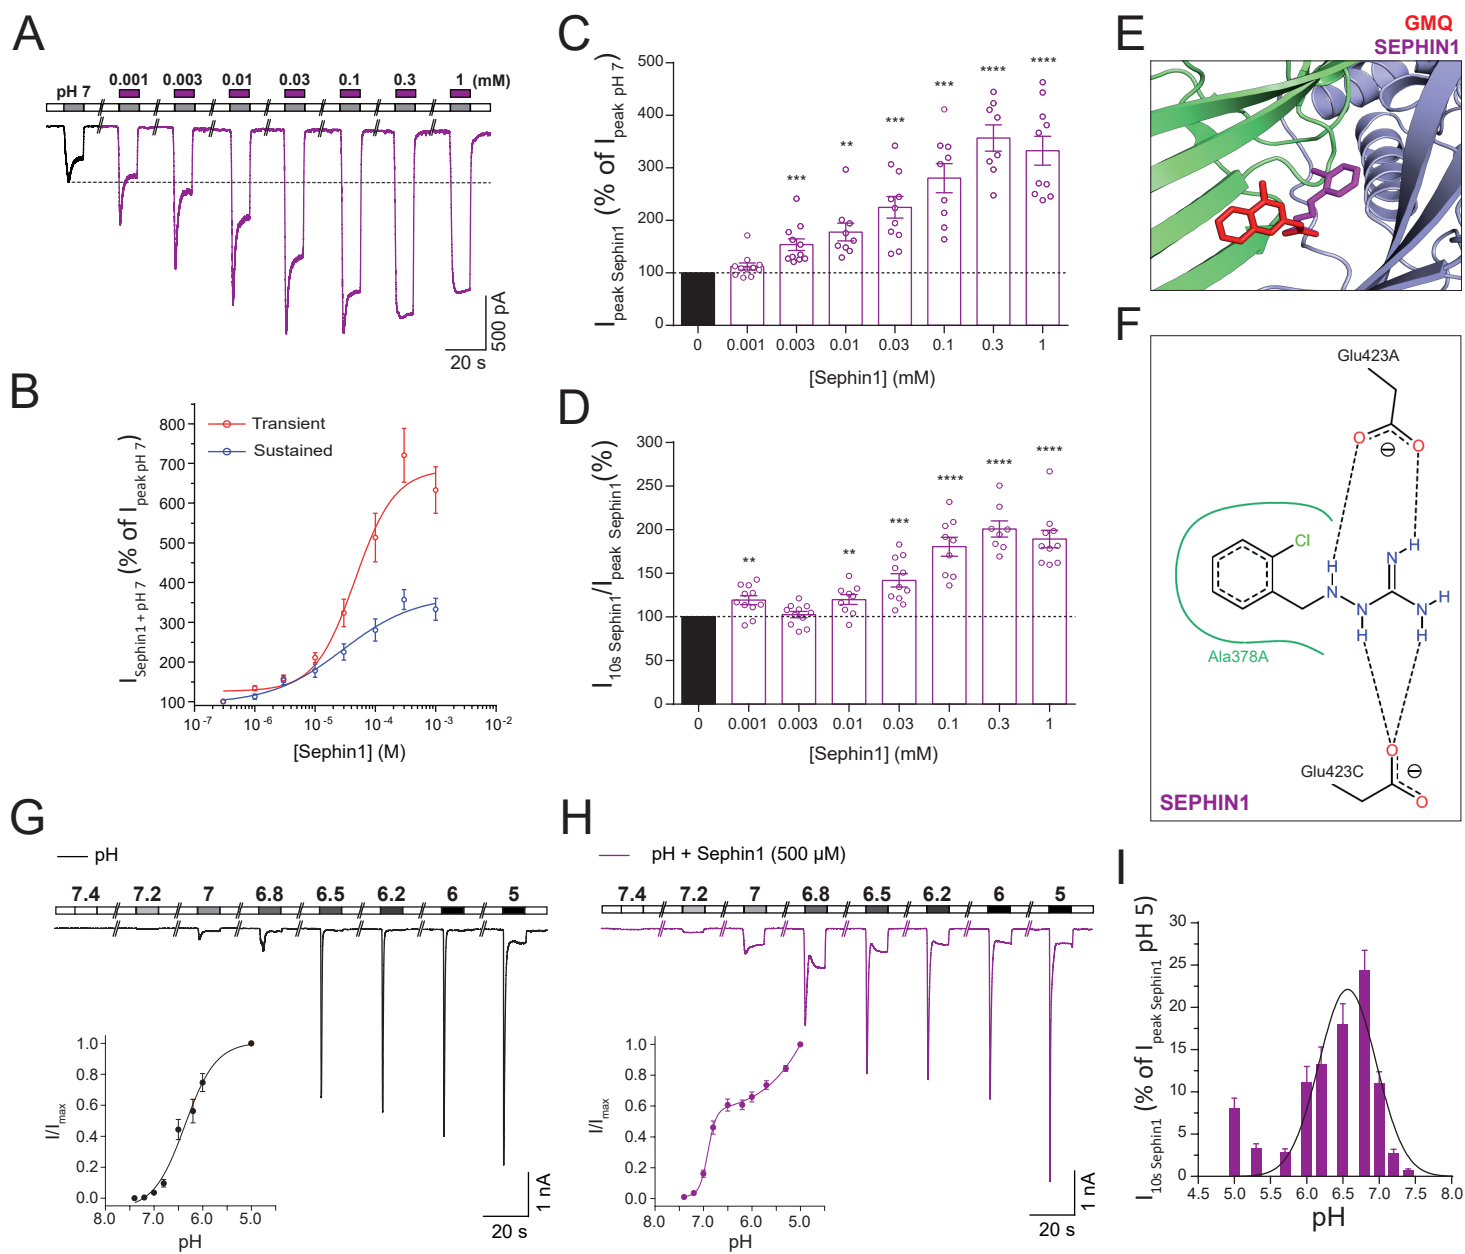 A
pH 7
0.001 0.003 0.01 0.03 0.1 0.3 1 (mM)
500 pA
20 s
B
I Sephin1 + pH 7 (% of I peak pH 7)
Transient
Sustained
800
700
600
500
400
300
200
100
10-7 10-6 10-5 10-4 10-3 10-2
[Sephin1] (M)
C
I peak Sephin1 (% of I peak pH 7)
500
400
300
200
100
0
*** ** *** *** **** ****
0 0.001 0.003 0.01 0.03 0.1 0.3 1
[Sephin1] (mM)
D
I 10s Sephin1/I peak Sephin1 (%)
300
250
200
150
100
50
0
** ** *** **** **** ****
0 0.001 0.003 0.01 0.03 0.1 0.3 1
[Sephin1] (mM)
E
GMQ
SEPHIN1
F
Glu423A
O O
⊖
Cl
H N H
N N N H
H H
Ala378A
O
Glu423C
⊖
O
SEPHIN1
G
pH
7.4 7.2 7 6.8 6.5 6.2 6 5
I/Imax
1.0
0.8
0.6
0.4
0.2
0.0
8.0 7.0 6.0 5.0
pH
1 nA
20 s
H
pH + Sephin1 (500 µM)
7.4 7.2 7 6.8 6.5 6.2 6 5
I/Imax
1.0
0.8
0.6
0.4
0.2
0.0
8.0 7.0 6.0 5.0
pH
1 nA
20 s
I
I 10s Sephin1 (% of I peak Sephin1 pH 5)
30
25
20
15
10
5
0
4.5 5.0 5.5 6.0 6.5 7.0 7.5 8.0
pH